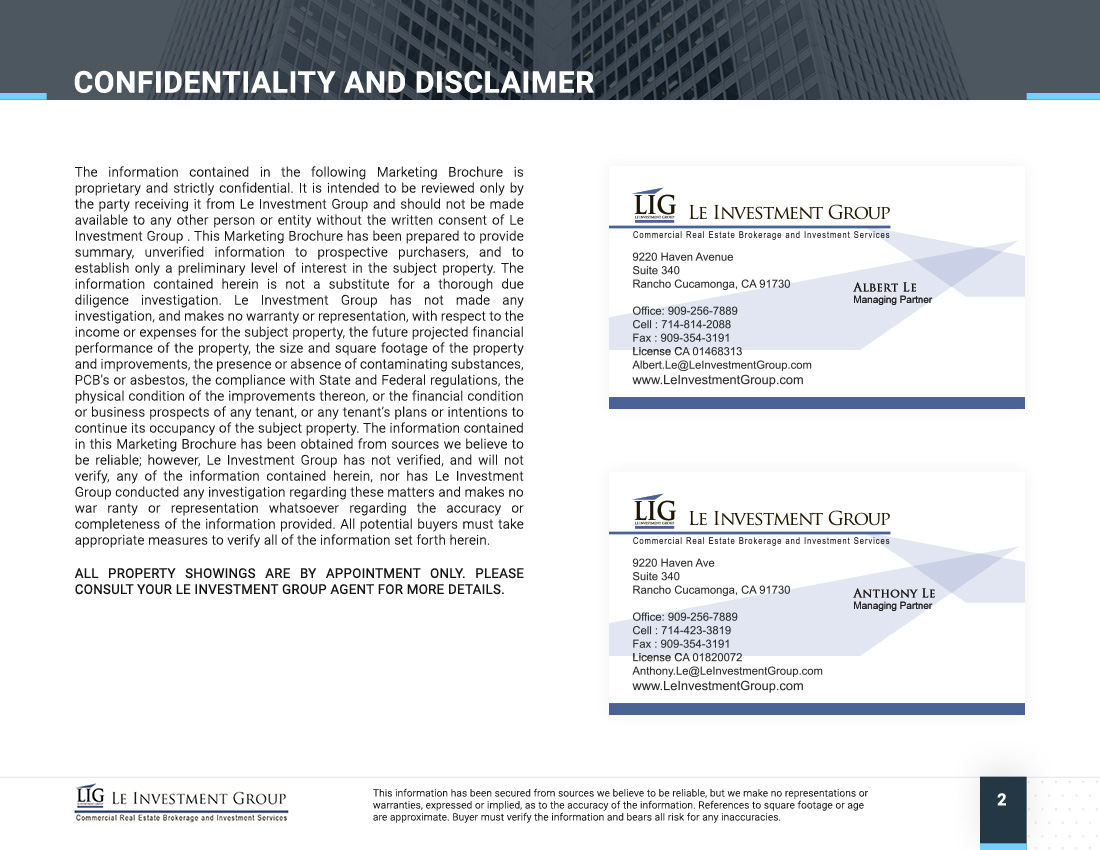 CONFIDENTIALITY AND DISCLAIMER
The information contained in the following Marketing Brochure is
proprietary and strictly confidential. It is intended to be reviewed only by
the party receiving it from Le Investment Group and should not be made
available to any other person or entity without the written consent of Le
Investment Group . This Marketing Brochure has been prepared to provide
summary, unverified information to prospective purchasers, and to
establish only a preliminary level of interest in the subject property. The
information contained herein is not a substitute for a thorough due
diligence investigation. Le Investment Group has not made any
investigation, and makes no warranty or representation, with respect to the
income or expenses for the subject property, the future projected financial
performance of the property, the size and square footage of the property
and improvements, the presence or absence of contaminating substances,
PCB's or asbestos, the compliance with State and Federal regulations, the
physical condition of the improvements thereon, or the financial condition
or business prospects of any tenant, or any tenant's plans or intentions to
continue its occupancy of the subject property. The information contained
in this Marketing Brochure has been obtained from sources we believe to
be reliable; however, Le Investment Group has not verified, and will not
verify, any of the information contained herein, nor has Le Investment
Group conducted any investigation regarding these matters and makes no
war ranty or representation whatsoever regarding the accuracy or
completeness of the information provided. All potential buyers must take
appropriate measures to verify all of the information set forth herein.
ALL PROPERTY SHOWINGS ARE BY APPOINTMENT ONLY. PLEASE
CONSULT YOUR LE INVESTMENT GROUP AGENT FOR MORE DETAILS.
LIG LE INVESTMENT GROUP
Commercial Real Estate Brokerage and Investment Services
9220 Haven Avenue
Suite 340
Rancho Cucamonga, CA 91730
ALBERT LE
Managing Partner
Office: 909-256-7889
Cell : 714-814-2088
Fax : 909-354-3191
License CA 01468313
Albert.Le@LeInvestmentGroup.com
www.LeInvestmentGroup.com
LIG LE INVESTMENT GROUP
Commercial Real Estate Brokerage and Investment Services
9220 Haven Ave
Suite 340
Rancho Cucamonga, CA 91730
ANTHONY LE
Managing Partner
Office: 909-256-7889
Cell : 714-423-3819
Fax : 909-354-3191
License CA 01820072
Anthony.Le@LeInvestmentGroup.com
www.LeInvestmentGroup.com
LIG LE INVESTMENT GROUP
Commercial Real Estate Brokerage and Investment Services
This information has been secured from sources we believe to be reliable, but we make no representations or
warranties, expressed or implied, as to the accuracy of the information. References to square footage or age
are approximate. Buyer must verify the information and bears all risk for any inaccuracies.
2